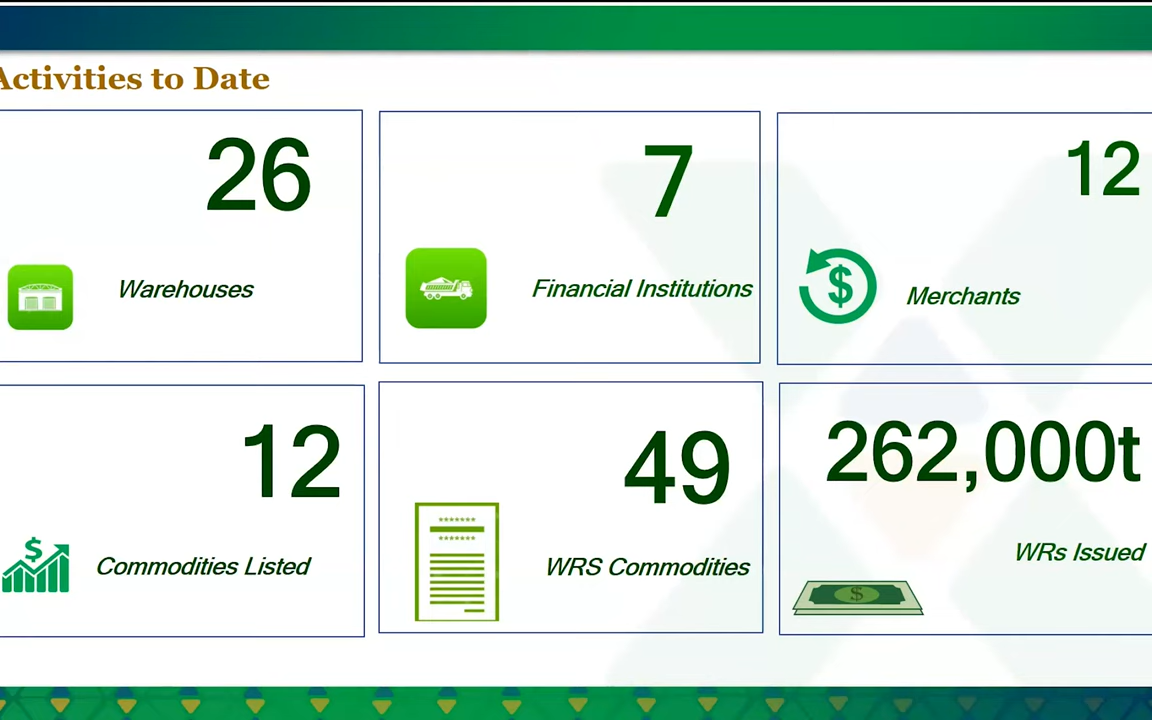 Activities to Date
26
Warehouses
7
Financial Institutions
12
Merchants
12
Commodities Listed
49
WRS Commodities
262,000t
WRs Issued